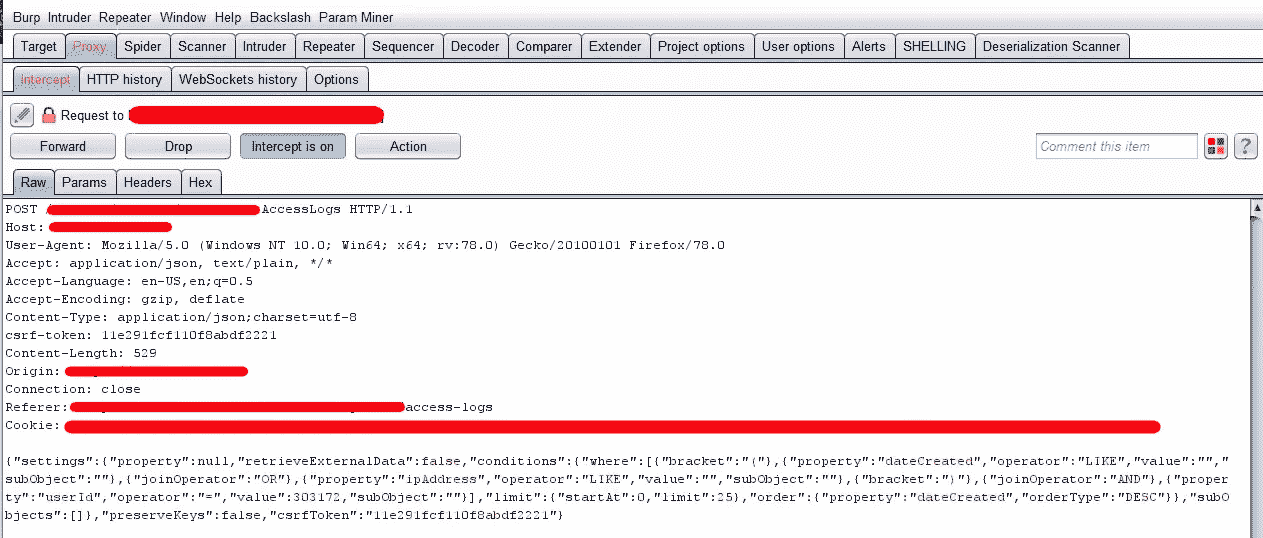 Burp Intruder Repeater Window Help Backslash Param Miner
Target Proxy Spider Scanner Intruder Repeater Sequencer Decoder Comparer Extender Project options User options Alerts SHELLING Deserialization Scanner
Intercept HTTP history WebSockets history Options
Request to
Forward Drop Intercept is on Action Comment this item ?
Raw Params Headers Hex
POST / AccessLogs HTTP/1.1
Host:
User-Agent: Mozilla/5.0 (Windows NT 10.0; Win64; x64; rv:78.0) Gecko/20100101 Firefox/78.0
Accept: application/json, text/plain, */*
Accept-Language: en-US,en;q=0.5
Accept-Encoding: gzip, deflate
Content-Type: application/json;charset=utf-8
csrf-token: 11e291fcf110f8abdf2221
Content-Length: 529
Origin:
Connection: close
Referer: access-logs
Cookie:
{"settings":{"property":null,"retrieveExternalData":false,"conditions":{"where":[{"bracket":"("},{"property":"dateCreated","operator":"LIKE","value":"","
subObject":""},{"joinOperator":"OR"},{"property":"ipAddress","operator":"LIKE","value":"","subObject":""},{"bracket":")"},{"joinOperator":"AND"},{"proper
ty":"userId","operator":"=","value":303172,"subObject":""}],"limit":{"startAt":0,"limit":25},"order":{"property":"dateCreated","orderType":"DESC"}},"subO
bjects":[]},"preserveKeys":false,"csrfToken":"11e291fcf110f8abdf2221"}